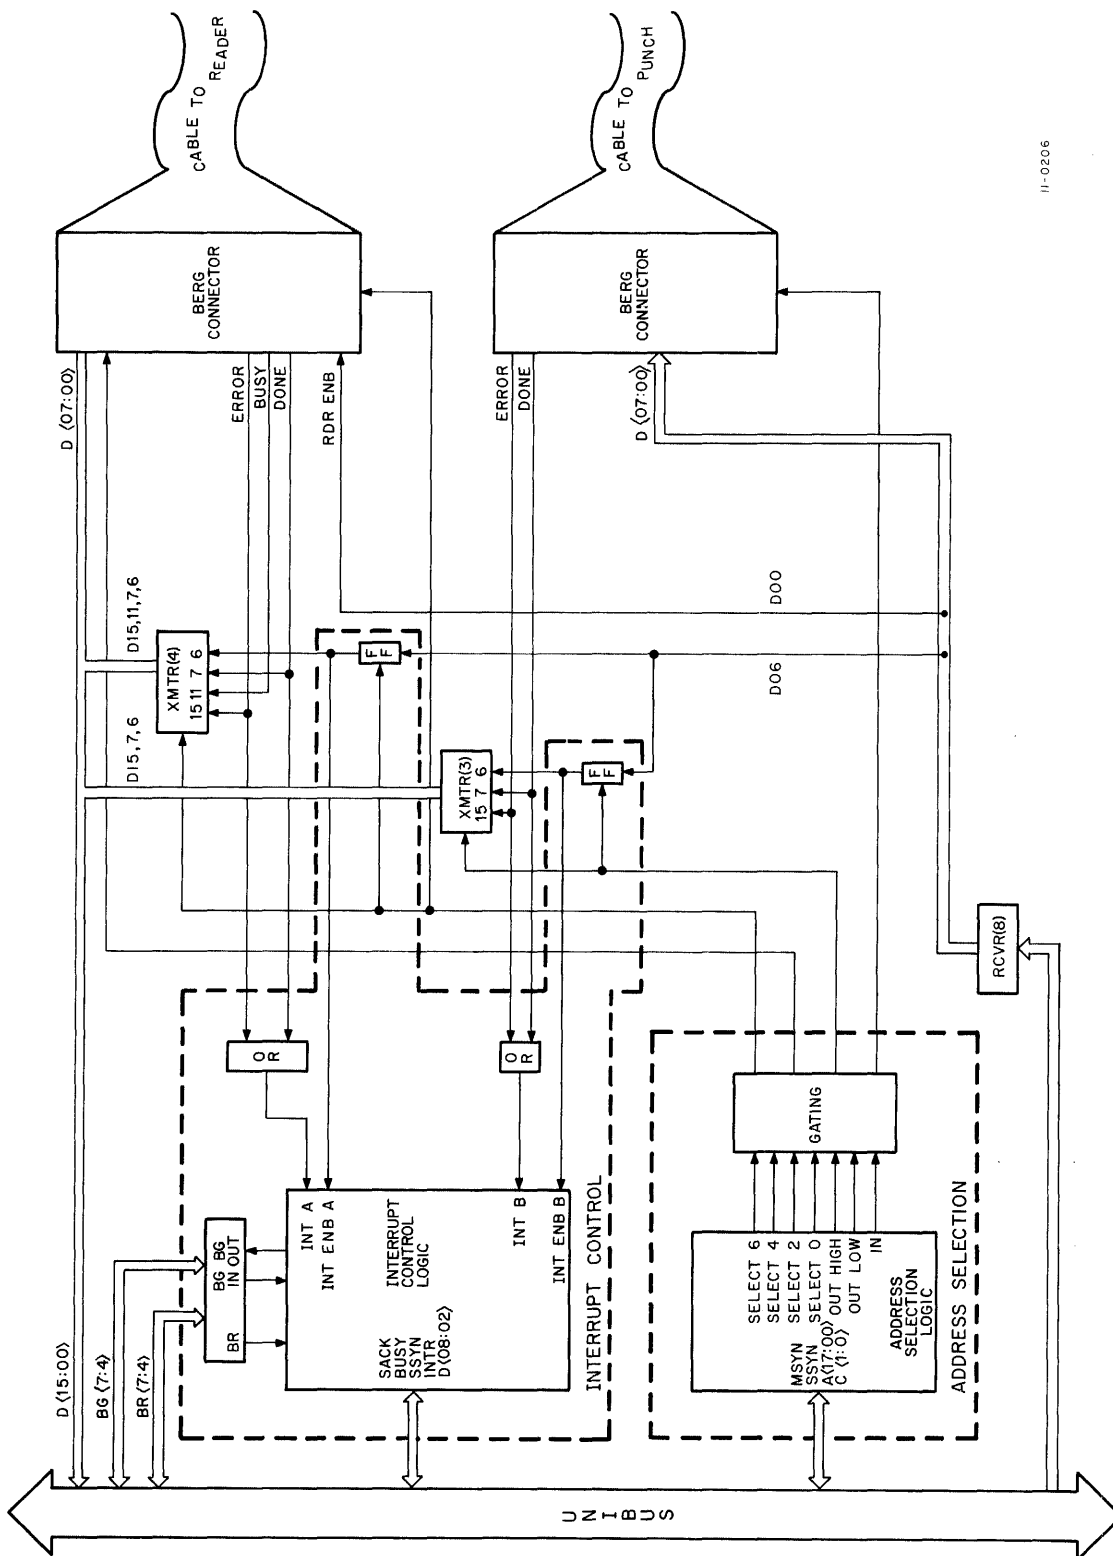 CABLE TO READER
BERG
CONNECTOR
D ⟨07:00⟩
ERROR
BUSY
DONE
RDR ENB
CABLE TO PUNCH
BERG
CONNECTOR
ERROR
DONE
D ⟨07:00⟩
11-0206
D15,11,7,6
XMTR(4)
15 11 7 6
D15,7,6
FF
XMTR(3)
15 7 6
FF
D00
D06
OR
OR
RCVR(8)
D ⟨15:00⟩
BG ⟨7:4⟩
BR ⟨7:4⟩
BR
BG IN
BG OUT
INT A
INT ENB A
INTERRUPT
CONTROL
LOGIC
INT B
INT ENB B
SACK
BUSY
SSYN
INTR
D⟨08:02⟩
INTERRUPT CONTROL
GATING
SELECT 6
SELECT 4
SELECT 2
SELECT 0
OUT HIGH
OUT LOW
IN
MSYN
SSYN
A⟨17:00⟩
C ⟨1:0⟩
ADDRESS
SELECTION
LOGIC
ADDRESS SELECTION
UNIBUS